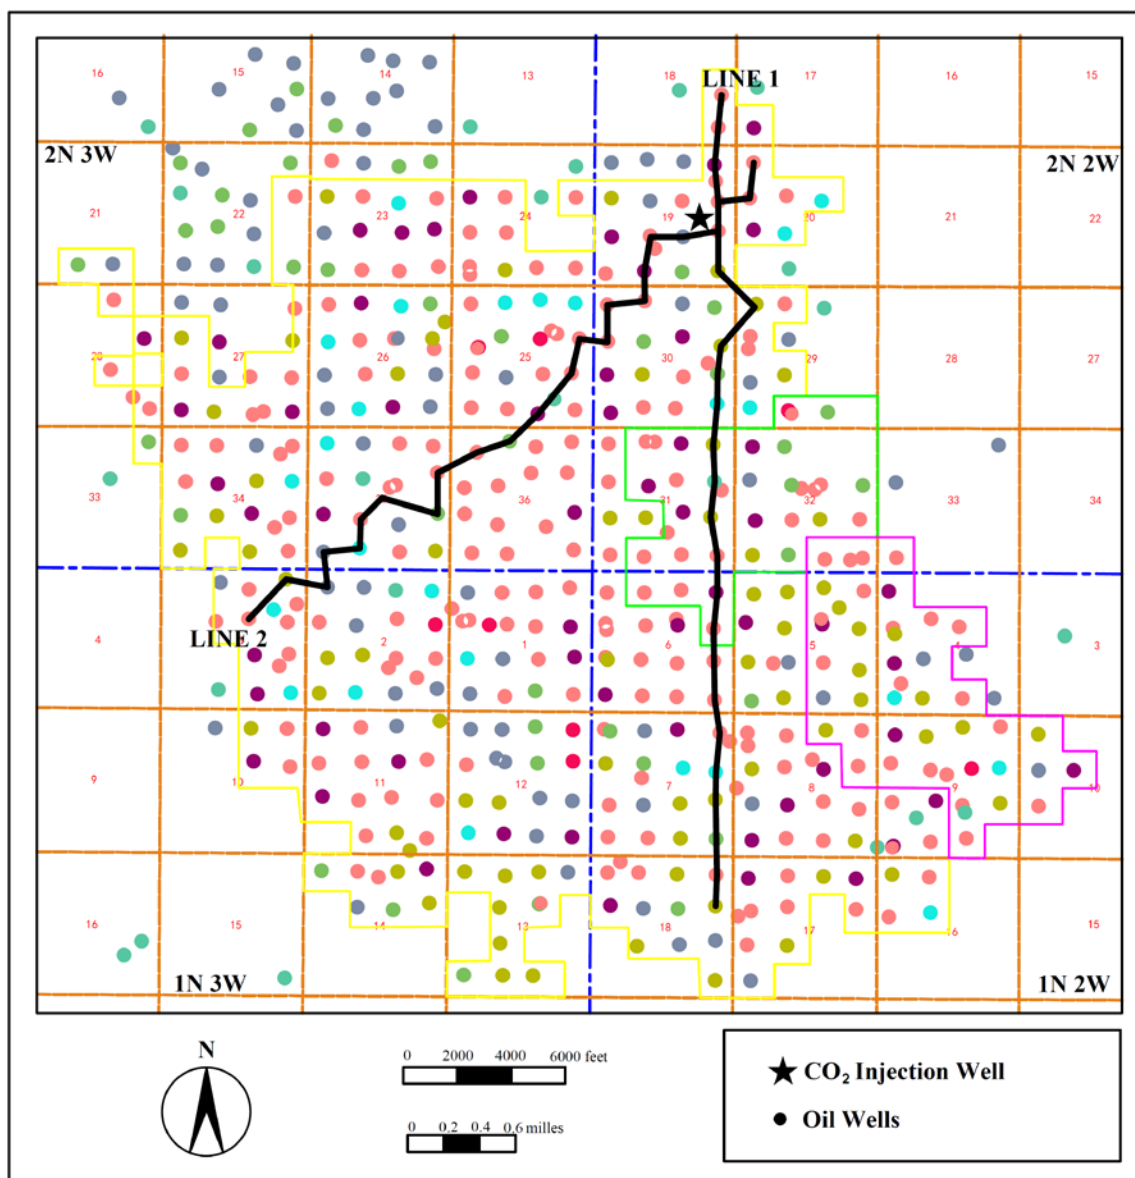 16 15 14 13 18 LINE 1 17 16 15
2N 3W 2N 2W
21 22 23 24 19 20 21 22
28 27 26 25 30 29 28 27
33 34 36 31 32 33 34
LINE 2
4 2 1 6 5 4 3
9 10 11 12 7 8 9 10
16 15 14 13 18 17 16 15
1N 3W 1N 2W
N
0 2000 4000 6000 feet
0 0.2 0.4 0.6 milles
CO₂ Injection Well
Oil Wells